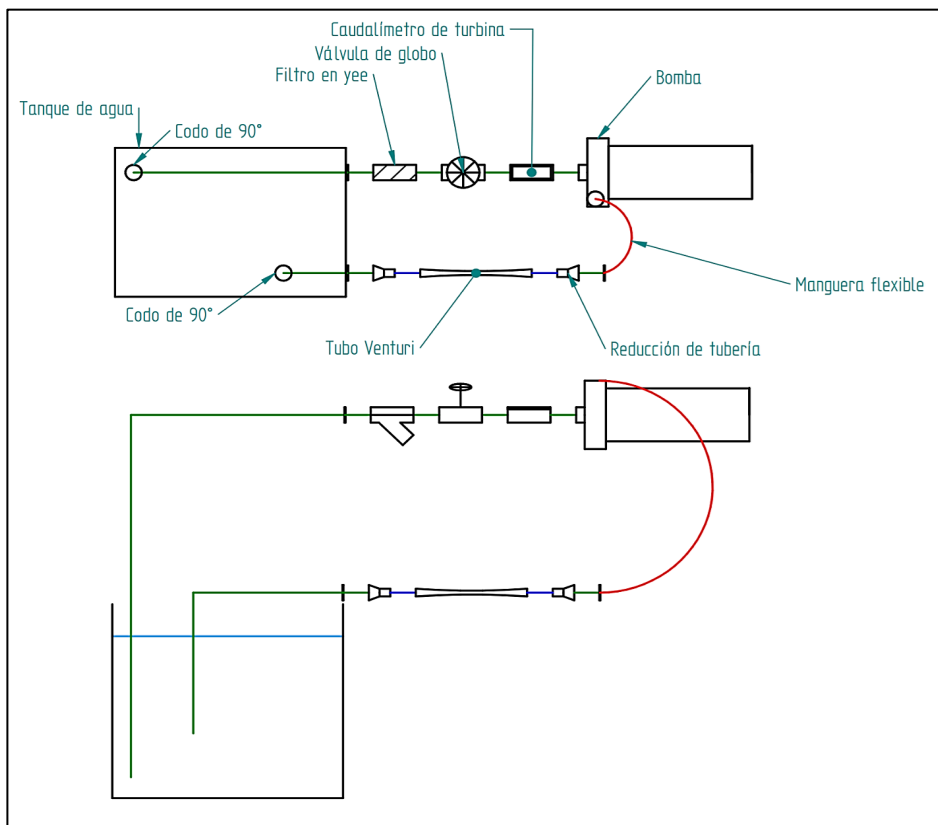 Caudalímetro de turbina
Válvula de globo
Filtro en yee
Bomba
Tanque de agua
Codo de 90°
Manguera flexible
Codo de 90°
Tubo Venturi
Reducción de tubería